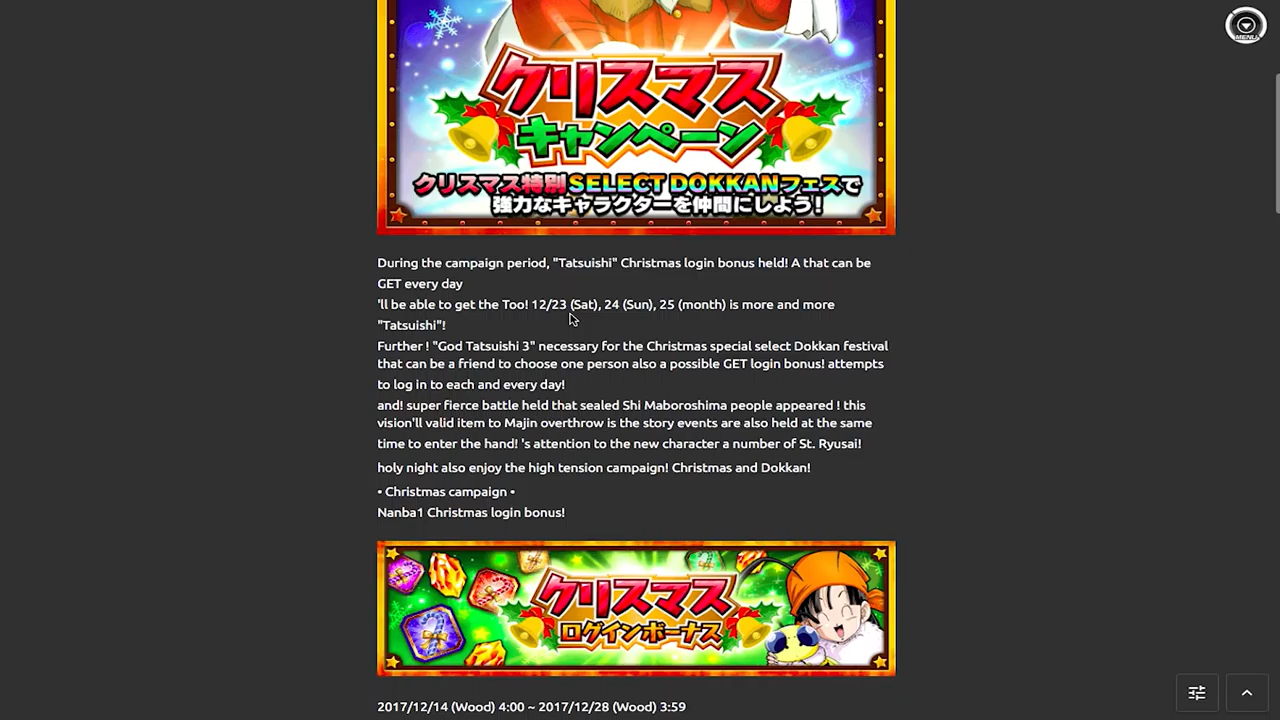 MENU
クリスマス
キャンペーン
クリスマス特別SELECT DOKKANフェスで
強力なキャラクターを仲間にしよう!
During the campaign period, "Tatsuishi" Christmas login bonus held! A that can be
GET every day
'll be able to get the Too! 12/23 (Sat), 24 (Sun), 25 (month) is more and more
"Tatsuishi"!
Further ! "God Tatsuishi 3" necessary for the Christmas special select Dokkan festival
that can be a friend to choose one person also a possible GET login bonus! attempts
to log in to each and every day!
and! super fierce battle held that sealed Shi Maboroshima people appeared ! this
vision'll valid item to Majin overthrow is the story events are also held at the same
time to enter the hand! 's attention to the new character a number of St. Ryusai!
holy night also enjoy the high tension campaign! Christmas and Dokkan!
• Christmas campaign •
Nanba1 Christmas login bonus!
クリスマス
ログインボーナス
2017/12/14 (Wood) 4:00 ~ 2017/12/28 (Wood) 3:59